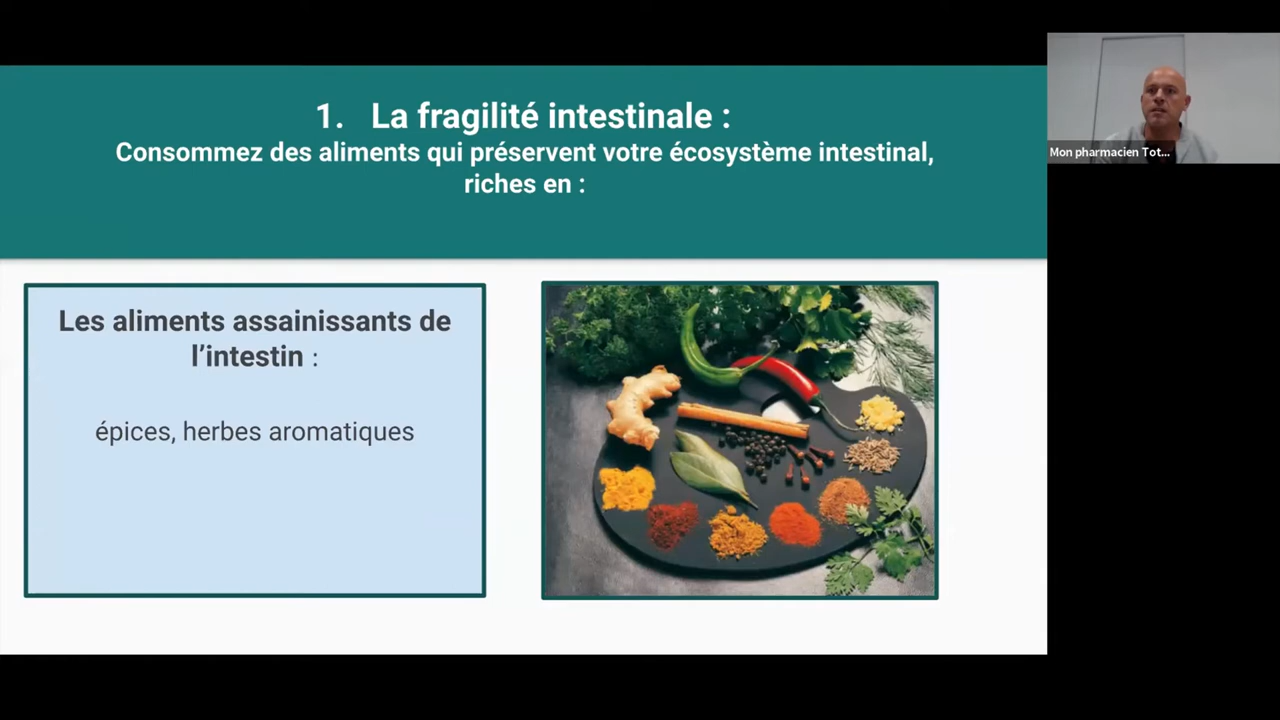 1. La fragilité intestinale :
Consommez des aliments qui préservent votre écosystème intestinal,
riches en :
Mon pharmacien Tot...
Les aliments assainissants de
l'intestin :
épices, herbes aromatiques